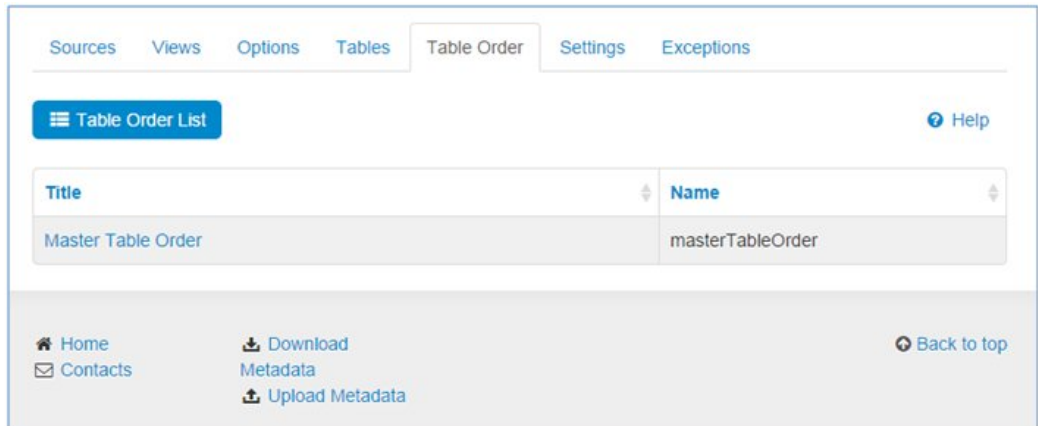 Sources Views Options Tables Table Order Settings Exceptions
Table Order List Help
Title Name
Master Table Order masterTableOrder
Home Download Back to top
Contacts Metadata
Upload Metadata